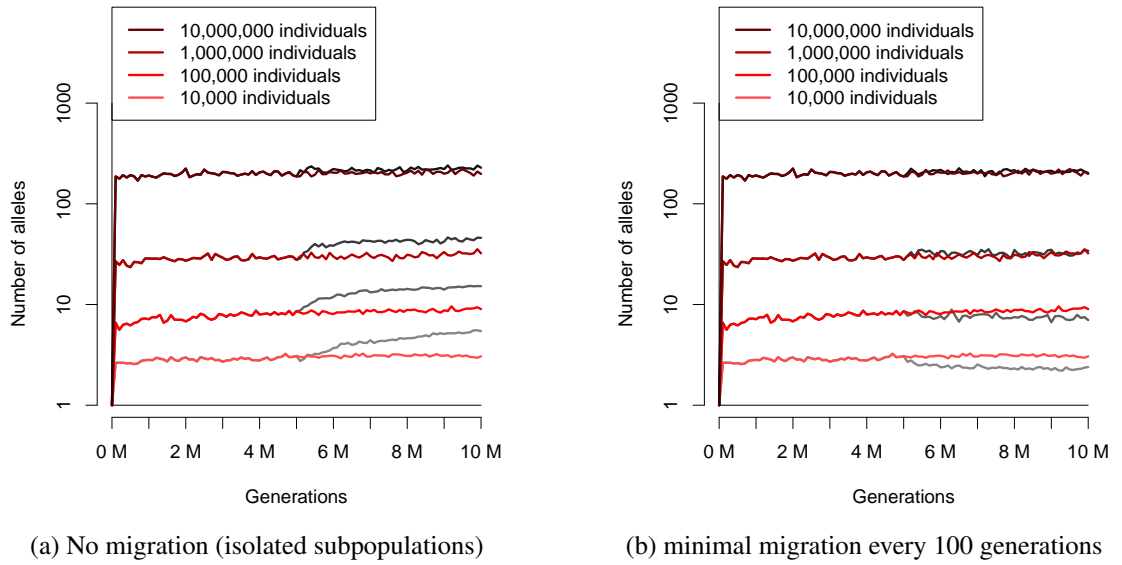 10,000,000 individuals
1,000,000 individuals
100,000 individuals
10,000 individuals
Number of alleles
1000
100
10
1
0 M
2 M
4 M
6 M
8 M
10 M
Generations
(a) No migration (isolated subpopulations)
10,000,000 individuals
1,000,000 individuals
100,000 individuals
10,000 individuals
Number of alleles
1000
100
10
1
0 M
2 M
4 M
6 M
8 M
10 M
Generations
(b) minimal migration every 100 generations